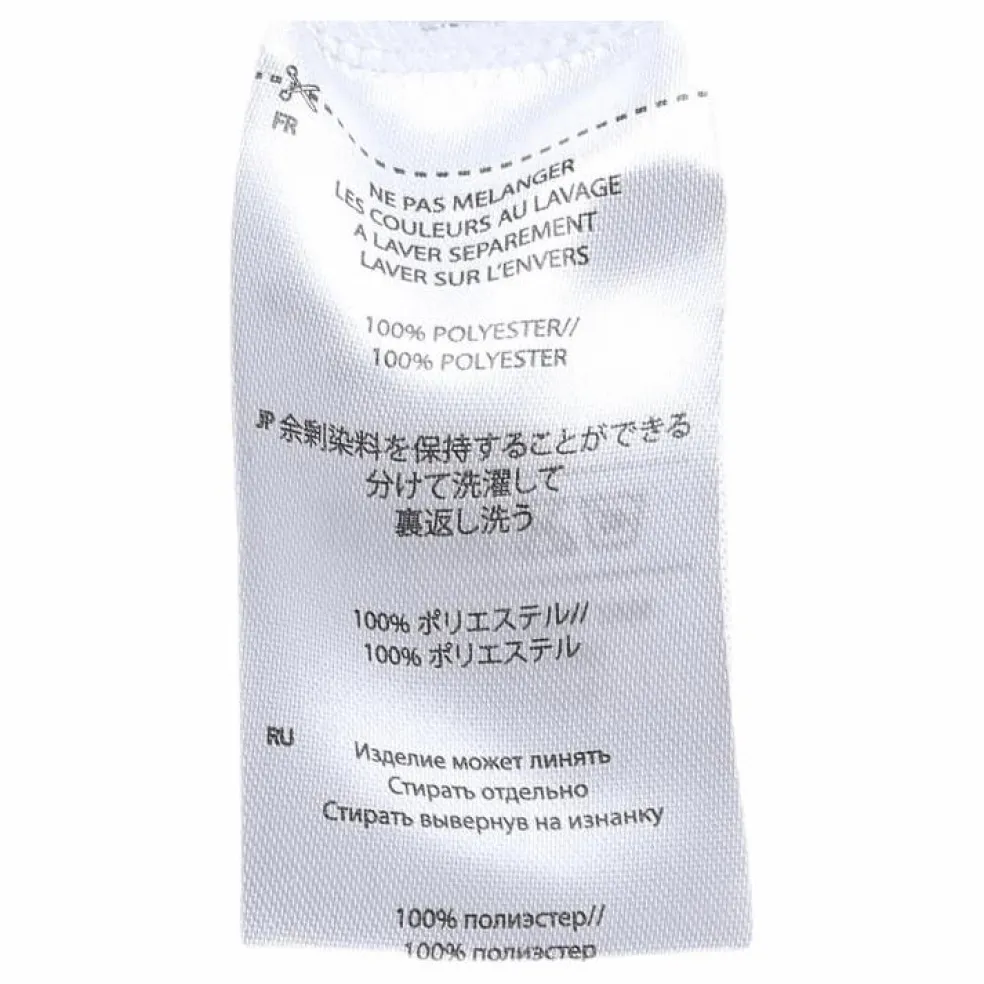 FR
NE PAS MELANGER
LES COULEURS AU LAVAGE
A LAVER SEPAREMENT
LAVER SUR L'ENVERS
100% POLYESTER//
100% POLYESTER
JP 余剰染料を保持することができる
分けて洗濯して
裏返し洗う
100% ポリエステル//
100% ポリエステル
RU
Изделие может линять
Стирать отдельно
Стирать вывернув на изнанку
100% полиэстер//
100% полиэстер